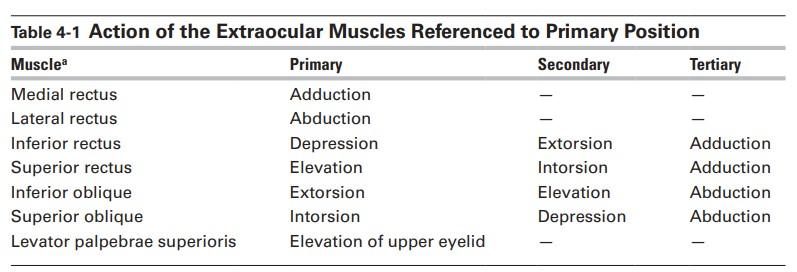 Table 4-1 Action of the Extraocular Muscles Referenced to Primary Position
Muscleᵃ Primary Secondary Tertiary
Medial rectus Adduction — —
Lateral rectus Abduction — —
Inferior rectus Depression Extorsion Adduction
Superior rectus Elevation Intorsion Adduction
Inferior oblique Extorsion Elevation Abduction
Superior oblique Intorsion Depression Abduction
Levator palpebrae superioris Elevation of upper eyelid — —